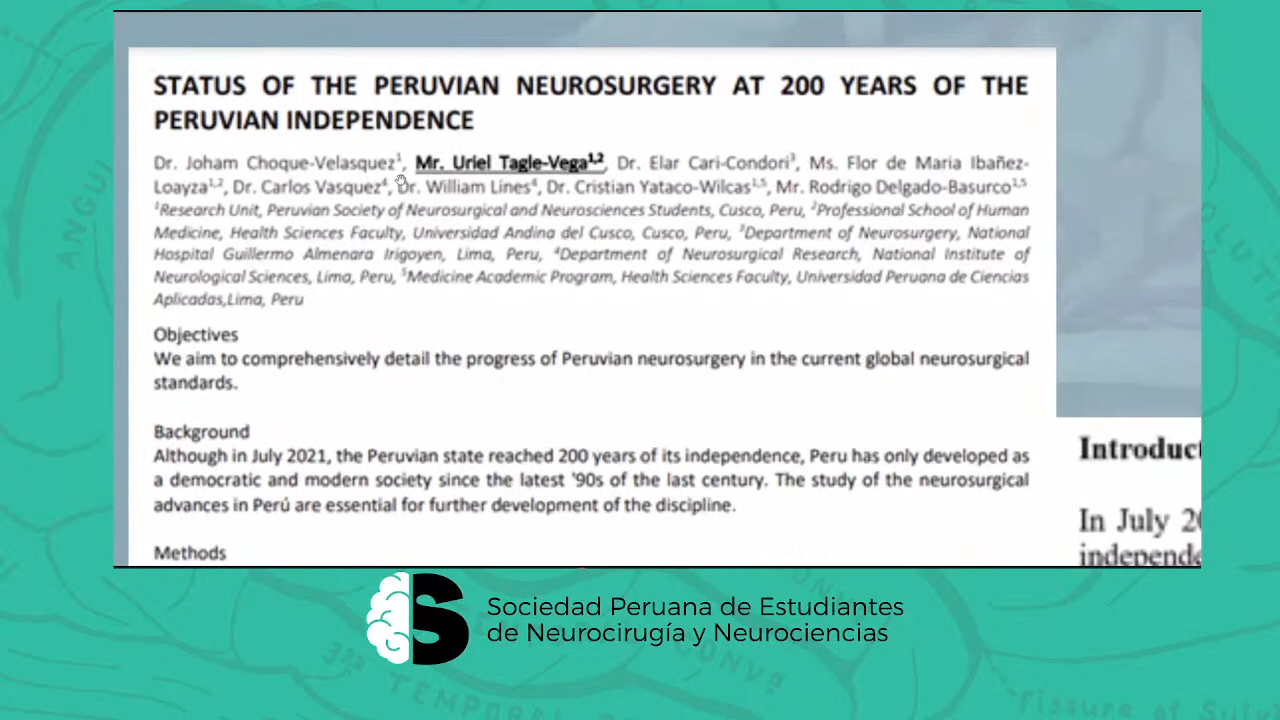 STATUS OF THE PERUVIAN NEUROSURGERY AT 200 YEARS OF THE
PERUVIAN INDEPENDENCE
Dr. Joham Choque-Velasquez¹, Mr. Uriel Tagle-Vega¹,², Dr. Elar Cari-Condori³, Ms. Flor de Maria Ibañez-
Loayza¹,², Dr. Carlos Vasquez⁴, Dr. William Lines⁴, Dr. Cristian Yataco-Wilcas¹,⁵, Mr. Rodrigo Delgado-Basurco¹,⁵
¹Research Unit, Peruvian Society of Neurosurgical and Neurosciences Students, Cusco, Peru, ²Professional School of Human
Medicine, Health Sciences Faculty, Universidad Andina del Cusco, Cusco, Peru, ³Department of Neurosurgery, National
Hospital Guillermo Almenara Irigoyen, Lima, Peru, ⁴Department of Neurosurgical Research, National Institute of
Neurological Sciences, Lima, Peru, ⁵Medicine Academic Program, Health Sciences Faculty, Universidad Peruana de Ciencias
Aplicadas,Lima, Peru
Objectives
We aim to comprehensively detail the progress of Peruvian neurosurgery in the current global neurosurgical
standards.
Background
Although in July 2021, the Peruvian state reached 200 years of its independence, Peru has only developed as
a democratic and modern society since the latest '90s of the last century. The study of the neurosurgical
advances in Perú are essential for further development of the discipline.
Methods
Introduct
In July 20
independe
S
Sociedad Peruana de Estudiantes
de Neurocirugía y Neurociencias
ANGU
3ʳᵈ TEMPORAL CONVᵒ
Fissure of Sylv